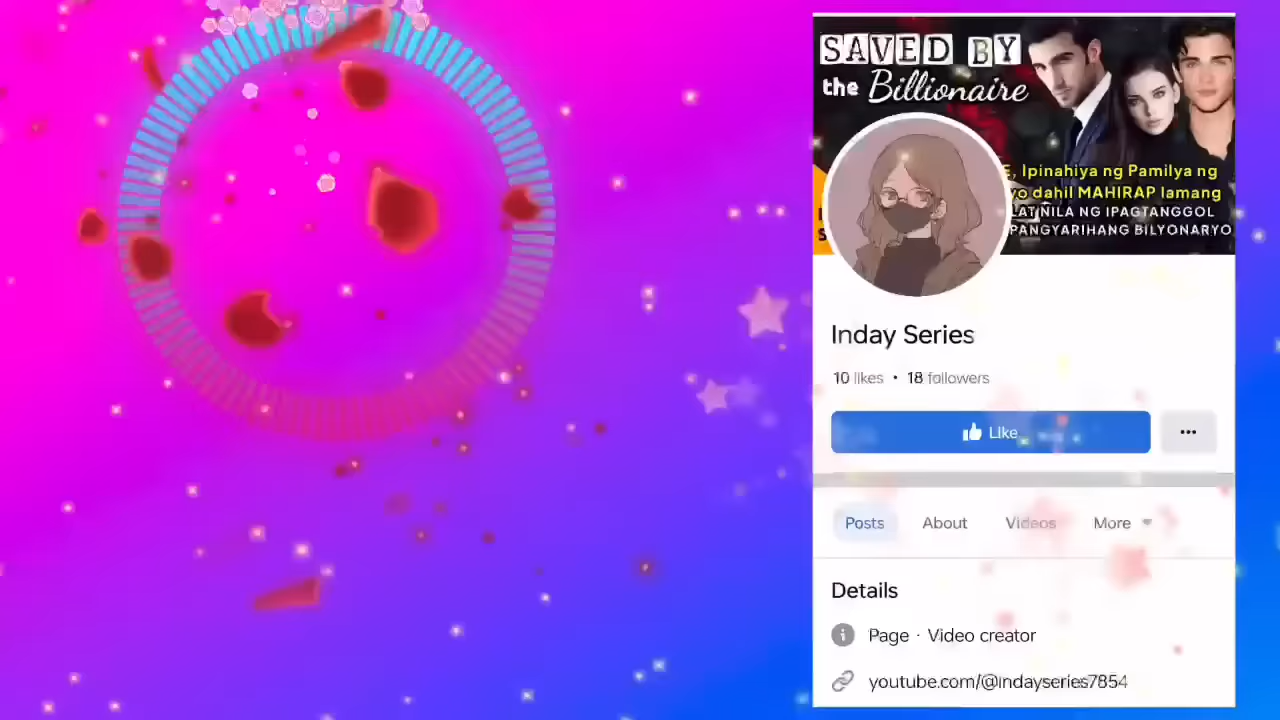 SAVED BY
the Billionaire
Ipinahiya ng Pamilya ng
dahil MAHIRAP lamang
NILA NG IPAGTANGGOL
BILYONARYO
Inday Series
10 likes • 18 followers
Like
Posts About Videos More
Details
Page · Video creator
youtube.com/@indayseries7854